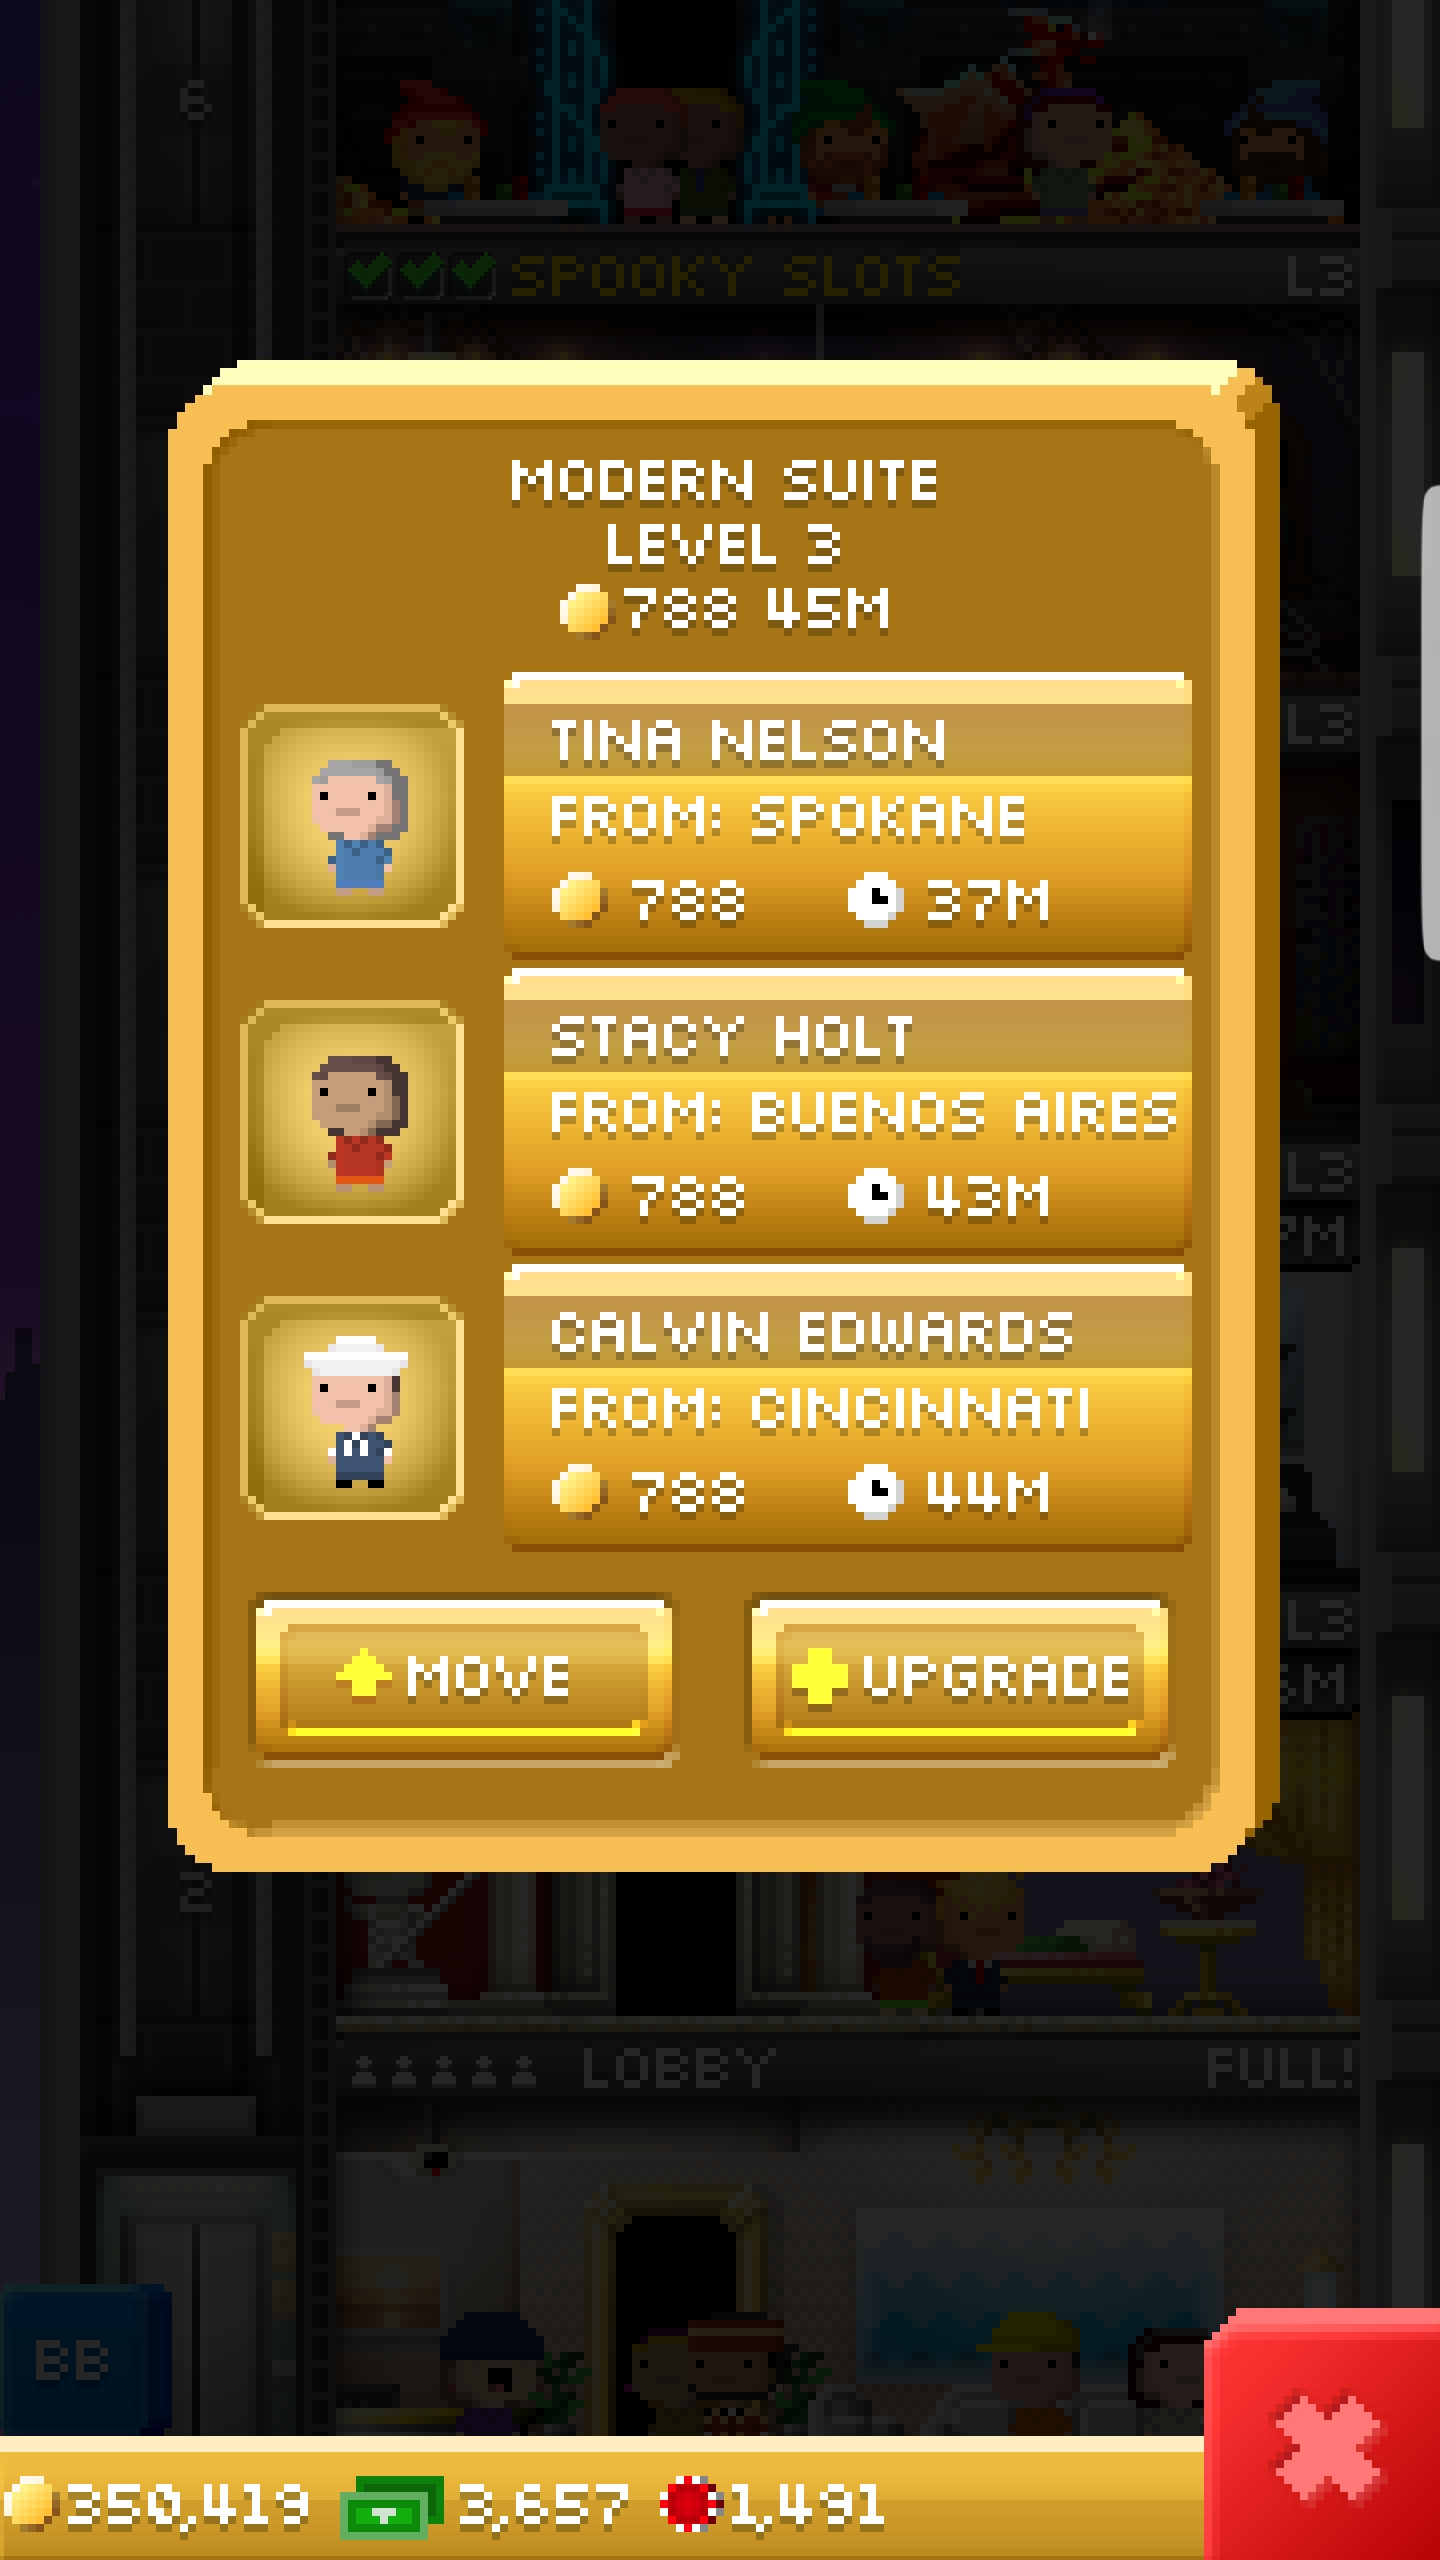 6
SPOOKY SLOTS L3
MODERN SUITE
LEVEL 3
788 45M
TINA NELSON
FROM: SPOKANE
788 37M
L3
STACY HOLT
FROM: BUENOS AIRES
788 43M
L3
CALVIN EDWARDS
FROM: CINCINNATI
788 44M
L3
MOVE UPGRADE
2
LOBBY FULL!
BB
350,419 3,657 1,491